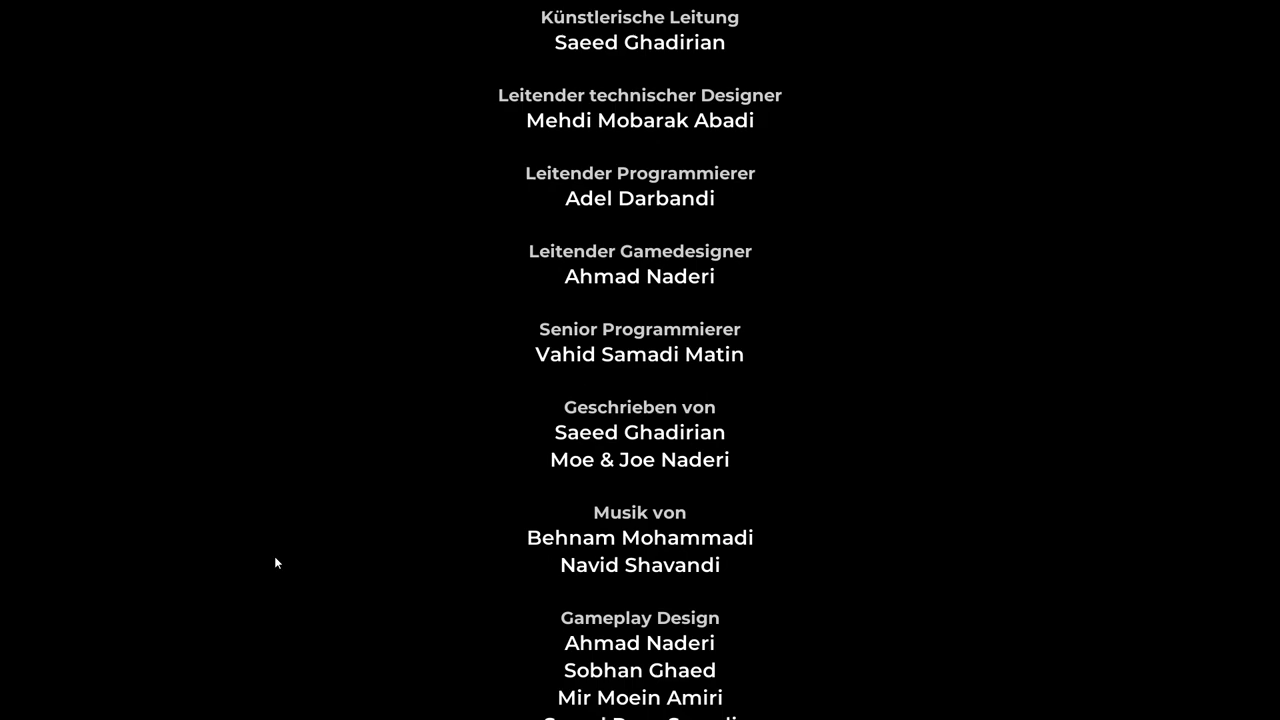 Künstlerische Leitung
Saeed Ghadirian
Leitender technischer Designer
Mehdi Mobarak Abadi
Leitender Programmierer
Adel Darbandi
Leitender Gamedesigner
Ahmad Naderi
Senior Programmierer
Vahid Samadi Matin
Geschrieben von
Saeed Ghadirian
Moe & Joe Naderi
Musik von
Behnam Mohammadi
Navid Shavandi
Gameplay Design
Ahmad Naderi
Sobhan Ghaed
Mir Moein Amiri